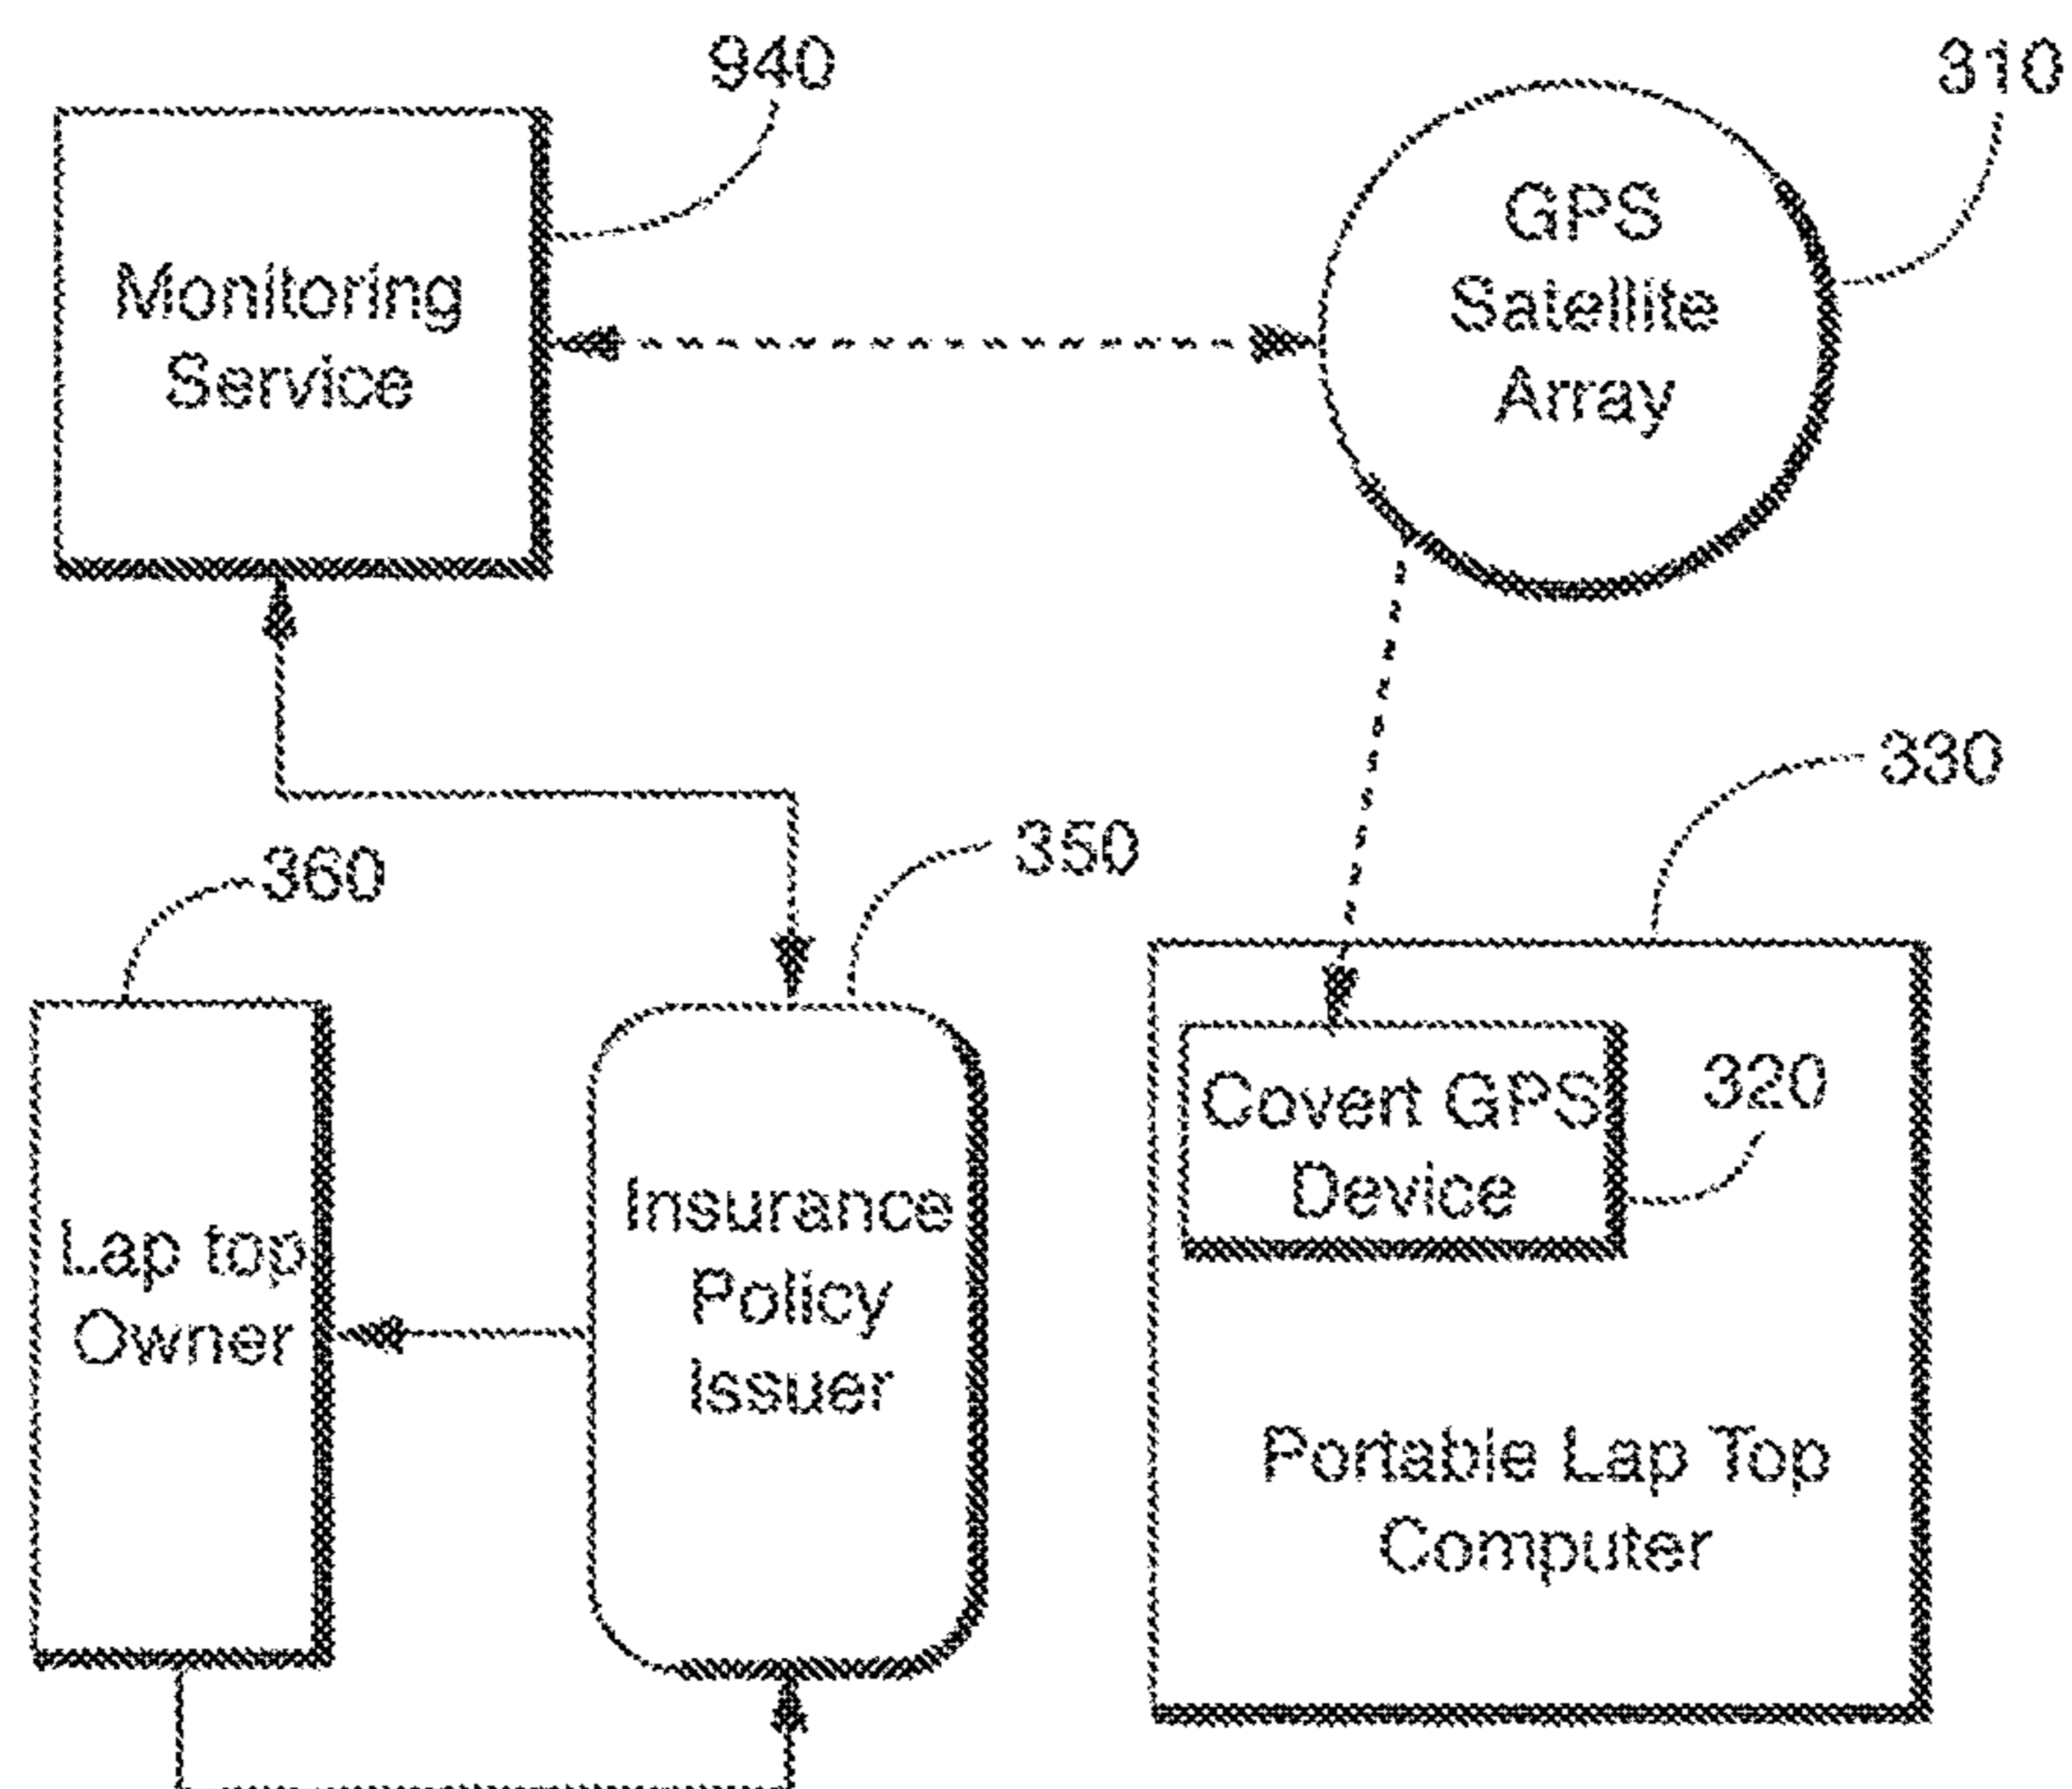 940
310
Monitoring
Service
GPS
Satellite
Array
330
360
350
Lap top
Owner
Insurance
Policy
Issuer
Covert GPS
Device
320
Portable Lap Top
Computer